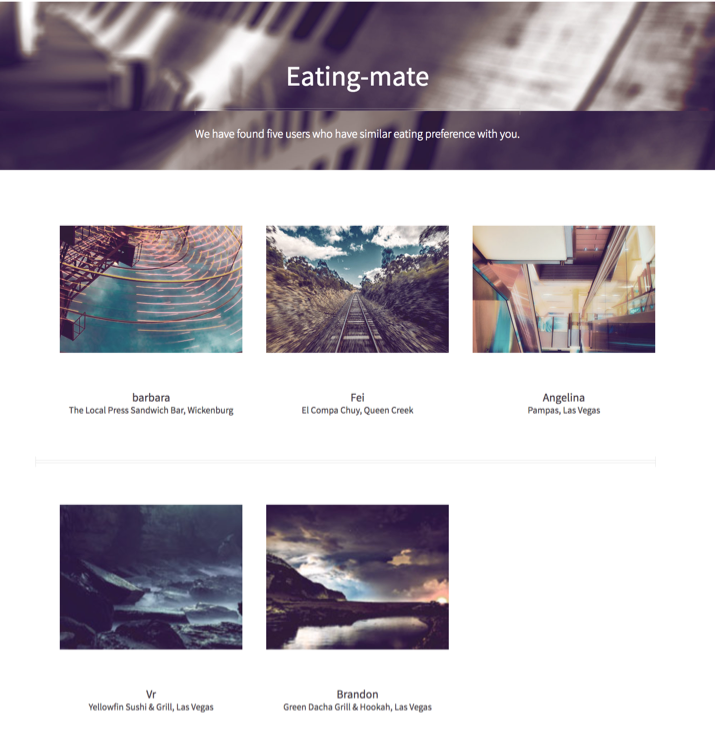 Eating-mate
We have found five users who have similar eating preference with you.
barbara
The Local Press Sandwich Bar, Wickenburg
Fei
El Compa Chuy, Queen Creek
Angelina
Pampas, Las Vegas
Vr
Yellowfin Sushi & Grill, Las Vegas
Brandon
Green Dacha Grill & Hookah, Las Vegas